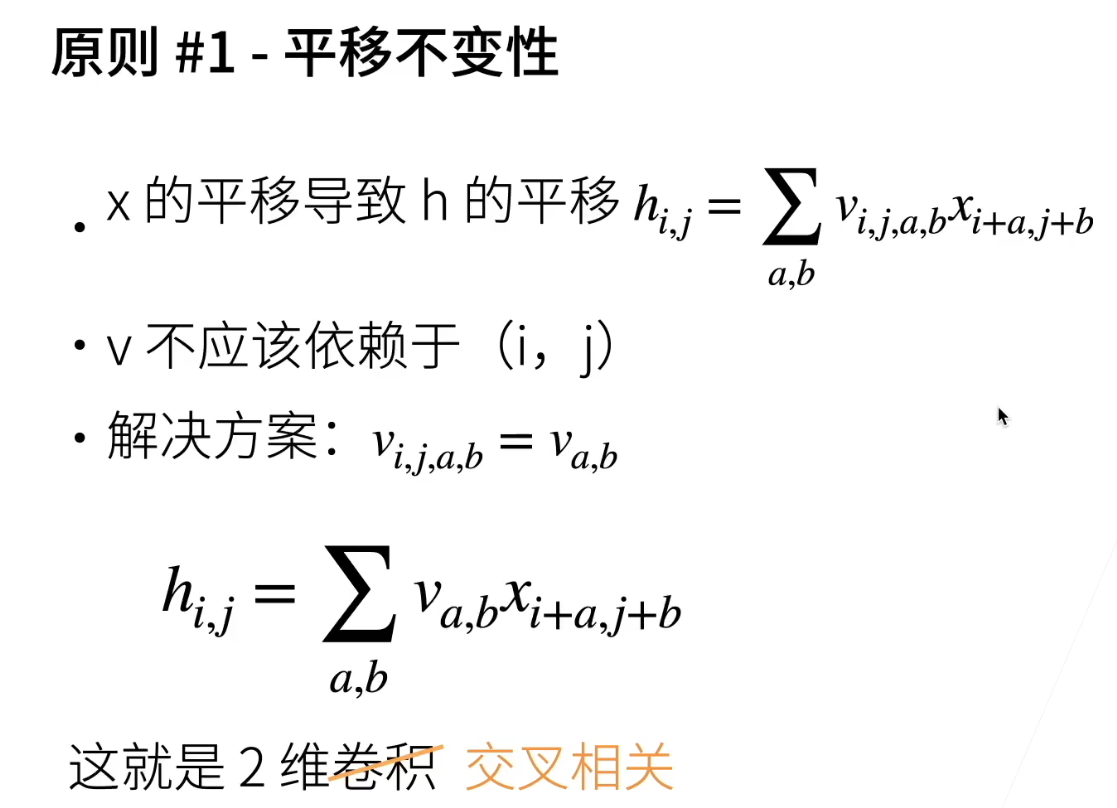 原则 #1 - 平移不变性
• x 的平移导致 h 的平移 h_{i,j} = ∑_{a,b} v_{i,j,a,b} x_{i+a,j+b}
• v 不应该依赖于（i，j）
• 解决方案： v_{i,j,a,b} = v_{a,b}
h_{i,j} = ∑_{a,b} v_{a,b} x_{i+a,j+b}
这就是 2 维卷积 交叉相关